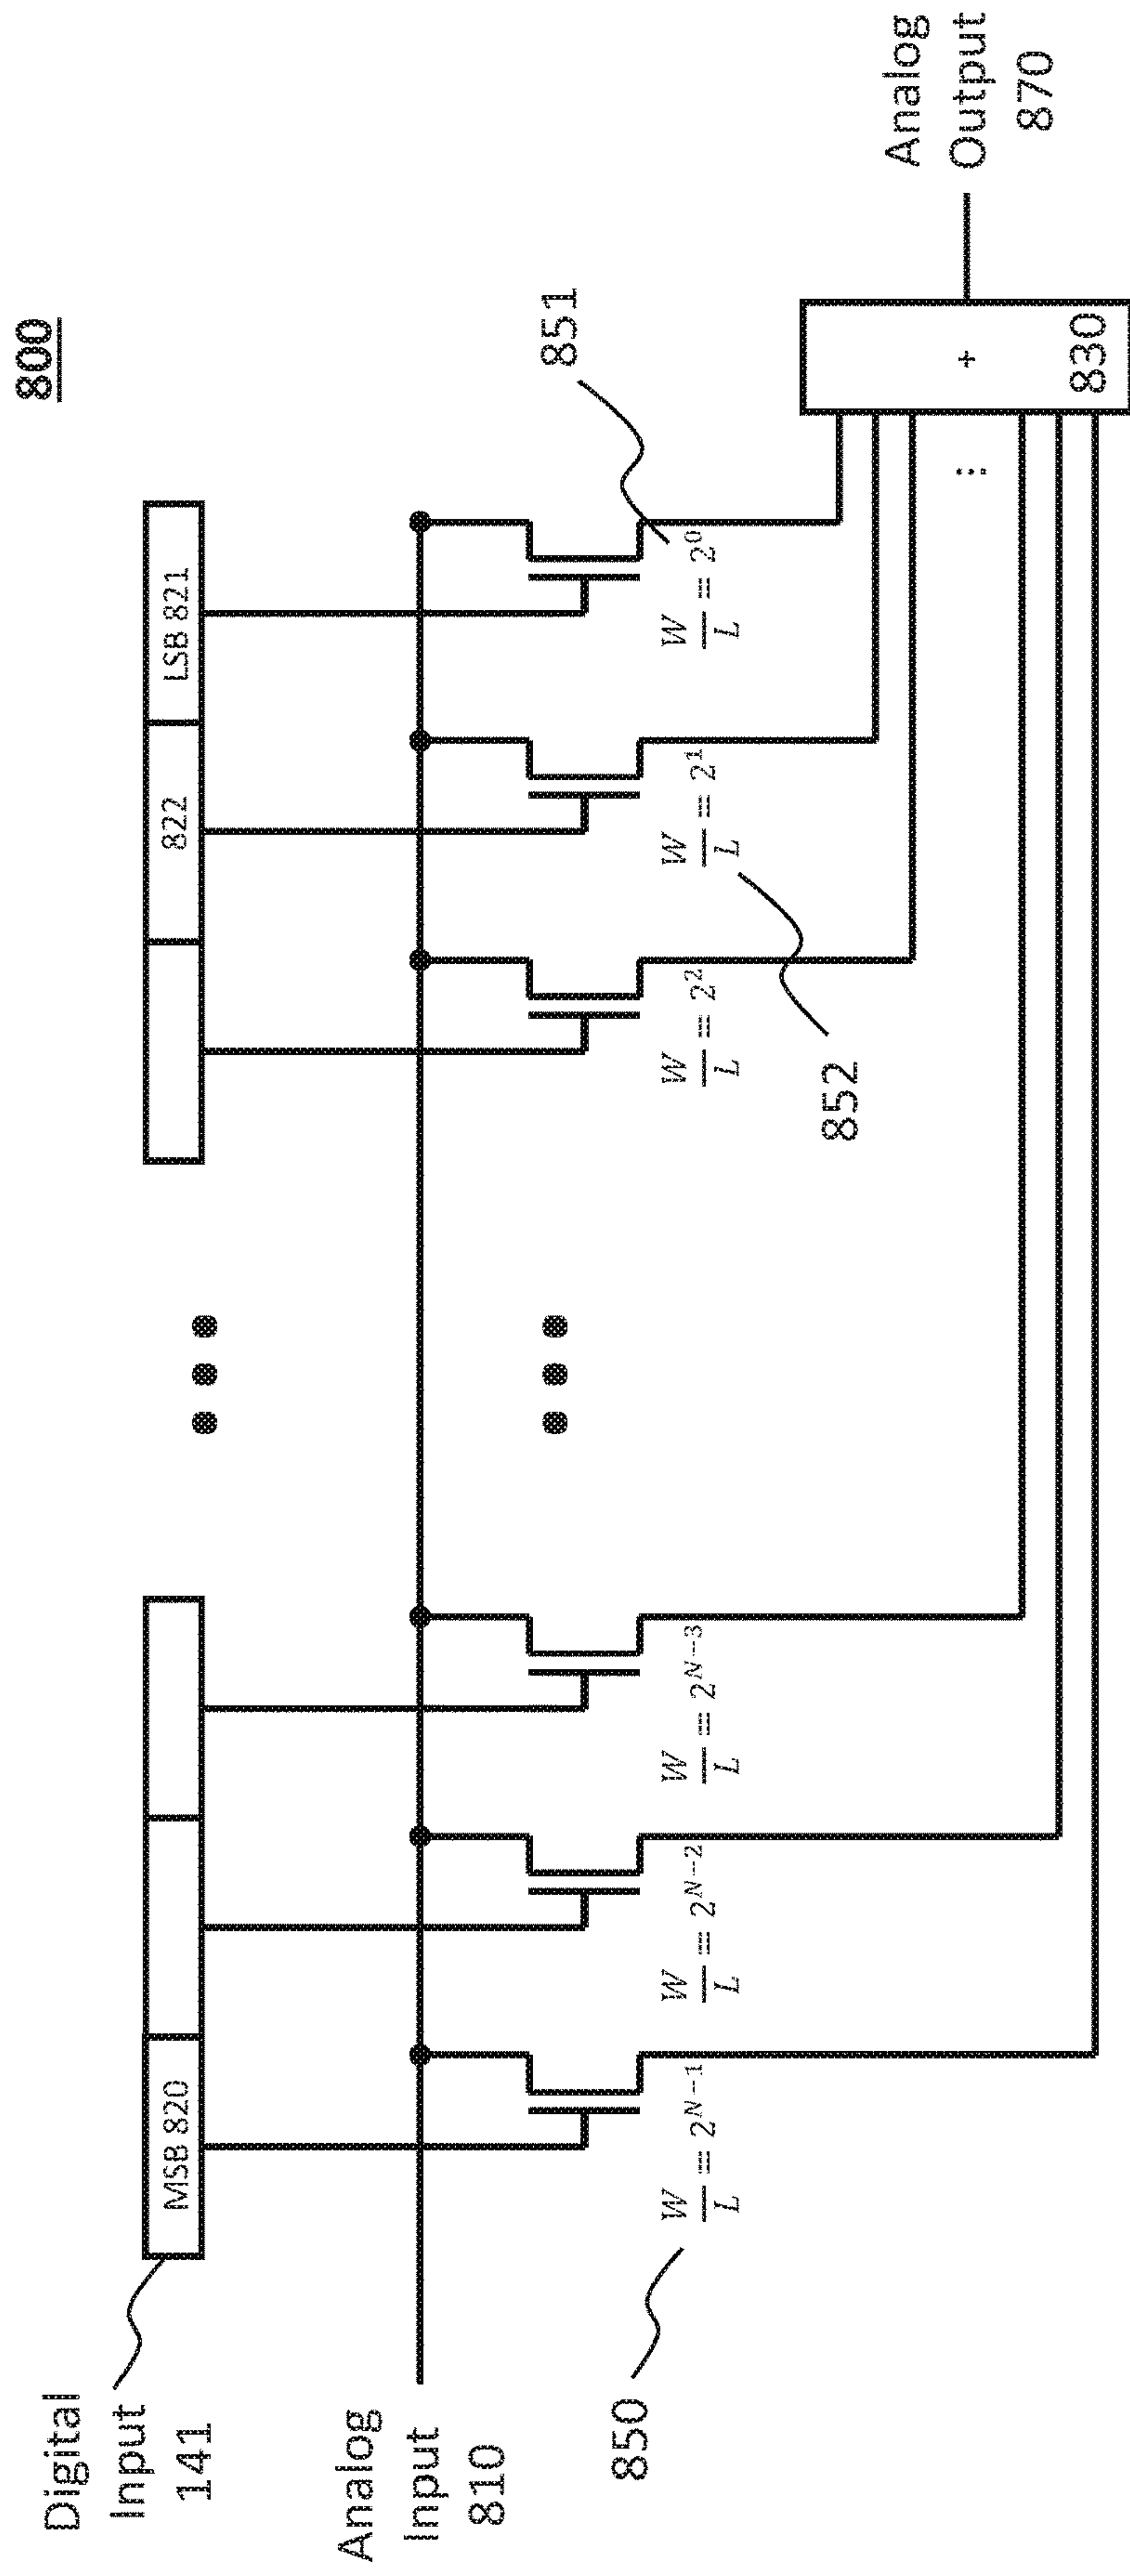 800
Digital
Input
141
MSB 820
822
LSB 821
Analog
Input
810
850
W/L = 2^{N-1}
W/L = 2^{N-2}
W/L = 2^{N-3}
W/L = 2^2
W/L = 2^1
W/L = 2^0
851
852
+
830
Analog
Output
870